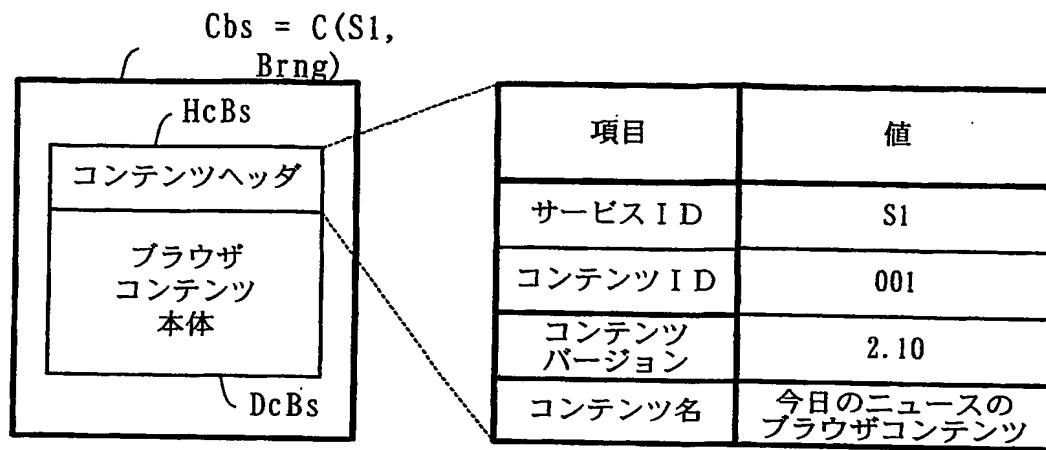 Cbs = C(S1,
Brng)
HcBs
コンテンツヘッダ
ブラウザ
コンテンツ
本体
DcBs
項目
値
サービスID
S1
コンテンツID
001
コンテンツ
バージョン
2.10
コンテンツ名
今日のニュースの
ブラウザコンテンツ